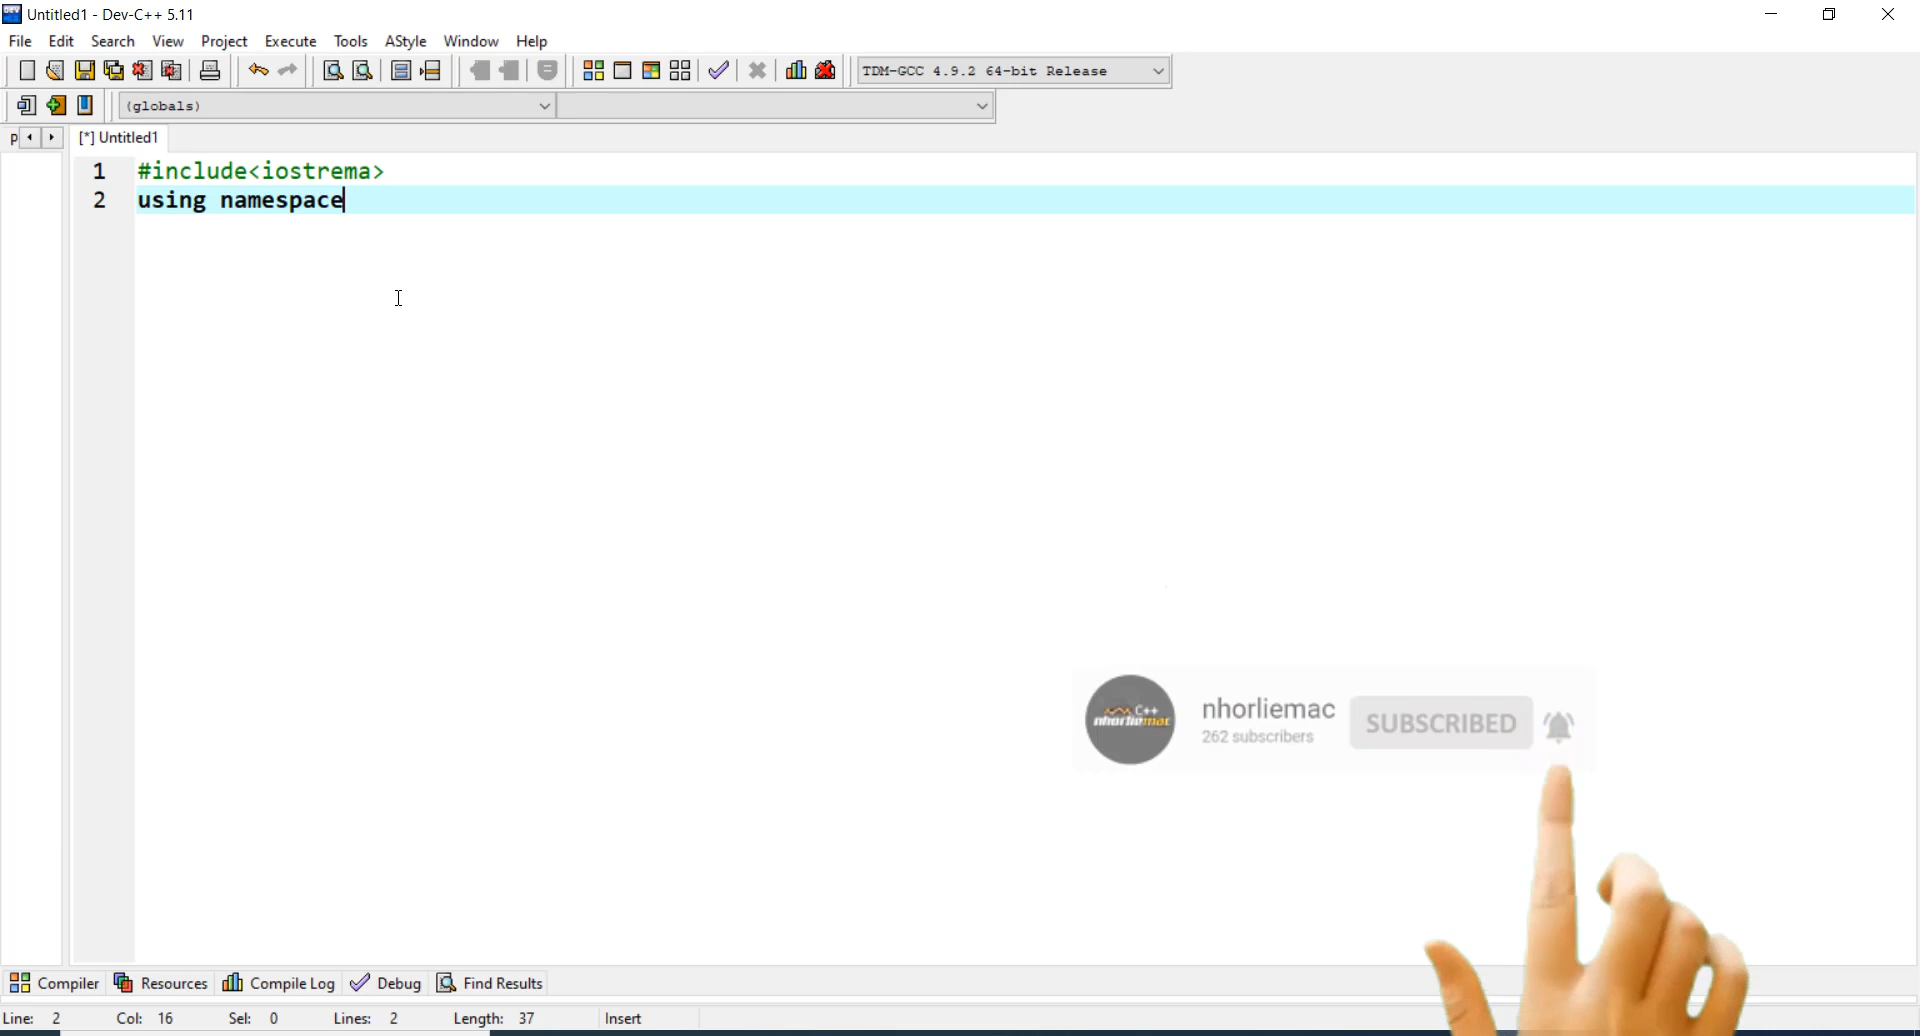 Untitled1 - Dev-C++ 5.11
File Edit Search View Project Execute Tools AStyle Window Help
TDM-GCC 4.9.2 64-bit Release
(globals)
P [*] Untitled1
1 #include<iostrema>
2 using namespace
C++
nhorliemac
nhorliemac
262 subscribers
SUBSCRIBED
Compiler Resources Compile Log Debug Find Results
Line: 2 Col: 16 Sel: 0 Lines: 2 Length: 37 Insert